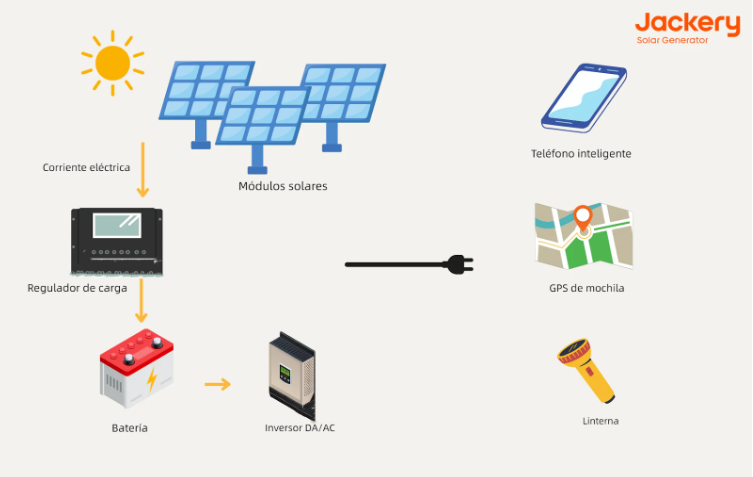 Jackery
Solar Generator
Corriente eléctrica
Módulos solares
Teléfono inteligente
Regulador de carga
GPS de mochila
Batería
Inversor DA/AC
Linterna